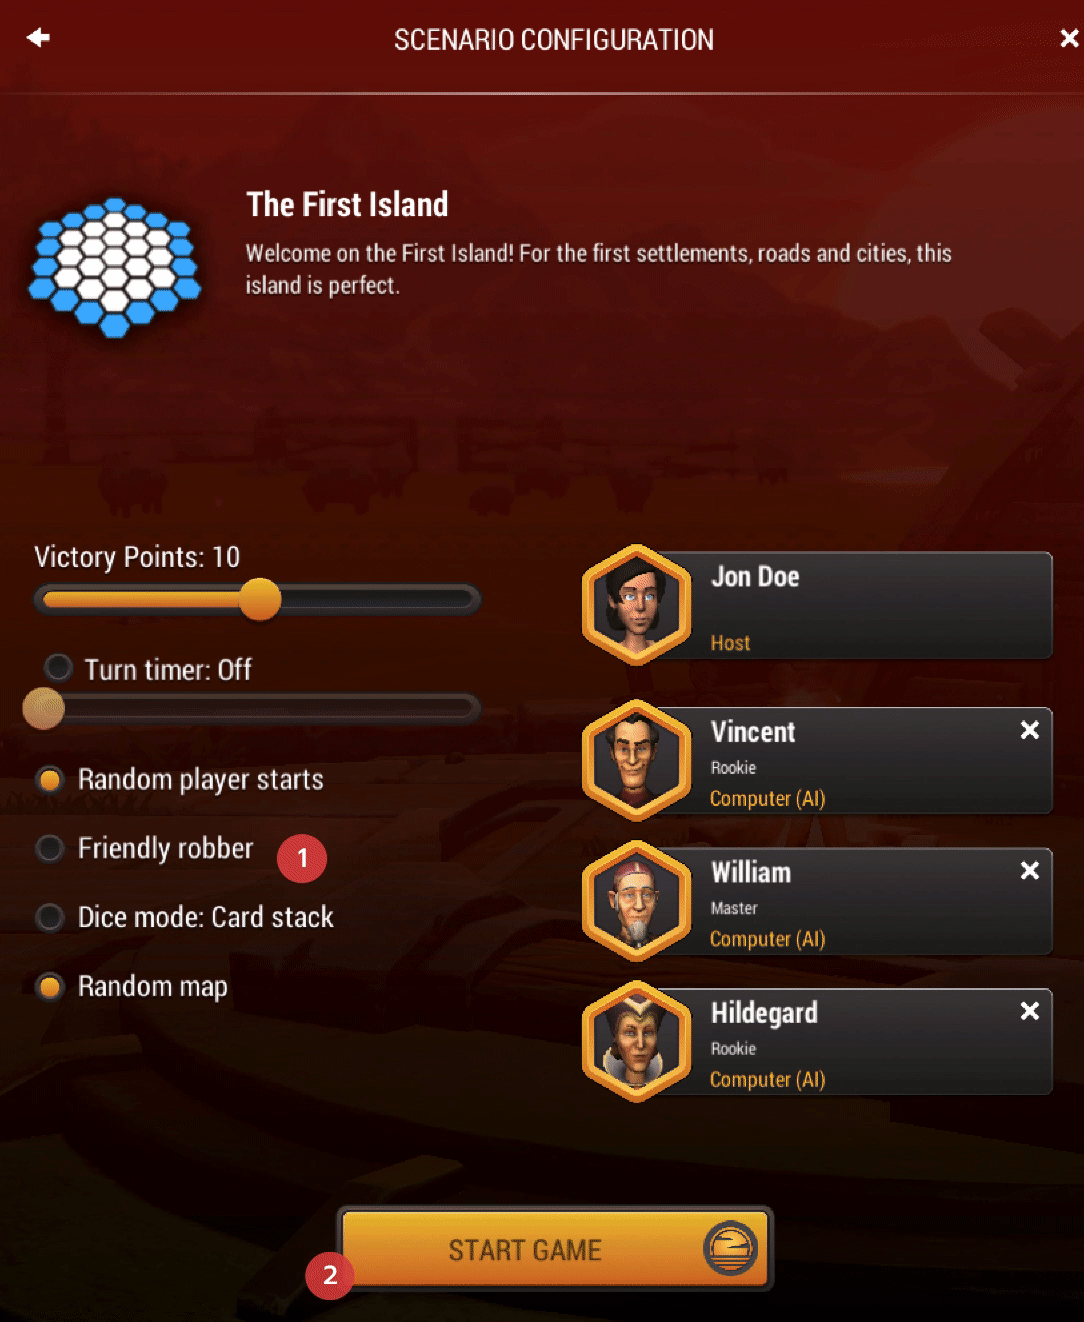 SCENARIO CONFIGURATION
The First Island
Welcome on the First Island! For the first settlements, roads and cities, this
island is perfect.
Victory Points: 10
Turn timer: Off
Random player starts
Friendly robber
1
Dice mode: Card stack
Random map
Jon Doe
Host
Vincent
Rookie
Computer (AI)
William
Master
Computer (AI)
Hildegard
Rookie
Computer (AI)
START GAME
2